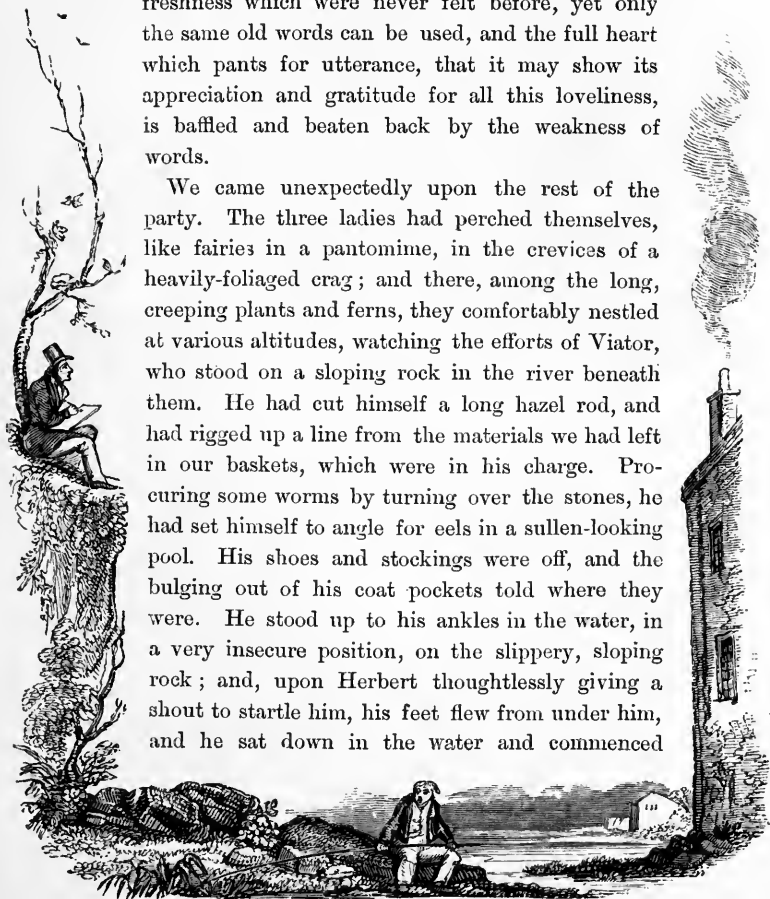 freshness which were never felt before, yet only
the same old words can be used, and the full heart
which pants for utterance, that it may show its
appreciation and gratitude for all this loveliness,
is baffled and beaten back by the weakness of
words.
We came unexpectedly upon the rest of the
party. The three ladies had perched themselves,
like fairies in a pantomime, in the crevices of a
heavily-foliaged crag; and there, among the long,
creeping plants and ferns, they comfortably nestled
at various altitudes, watching the efforts of Viator,
who stood on a sloping rock in the river beneath
them. He had cut himself a long hazel rod, and
had rigged up a line from the materials we had left
in our baskets, which were in his charge. Pro-
curing some worms by turning over the stones, he
had set himself to angle for eels in a sullen-looking
pool. His shoes and stockings were off, and the
bulging out of his coat pockets told where they
were. He stood up to his ankles in the water, in
a very insecure position, on the slippery, sloping
rock; and, upon Herbert thoughtlessly giving a
shout to startle him, his feet flew from under him,
and he sat down in the water and commenced